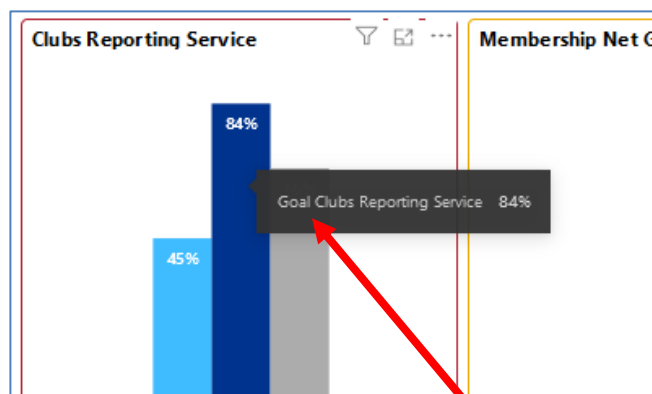 Clubs Reporting Service
Membership Net G
84%
Goal Clubs Reporting Service 84%
45%